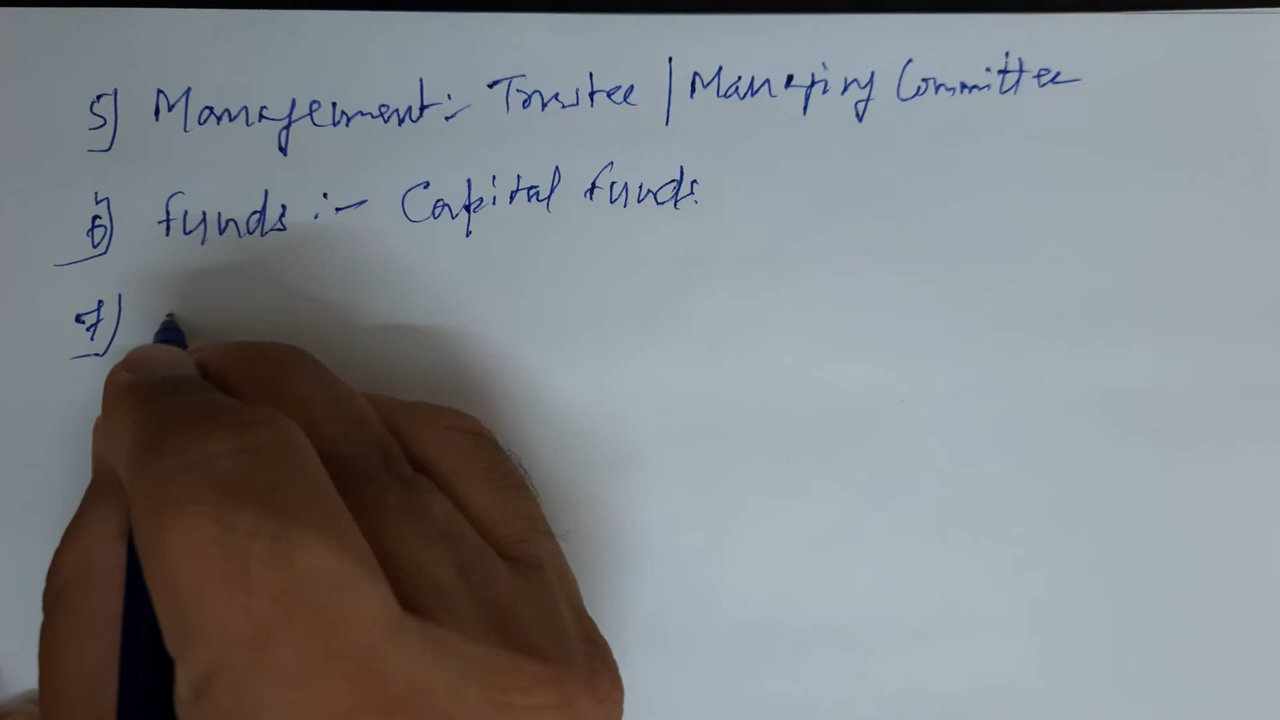 5) Management:- Trustee | Managing Committee
6) funds :- Capital funds.
7)